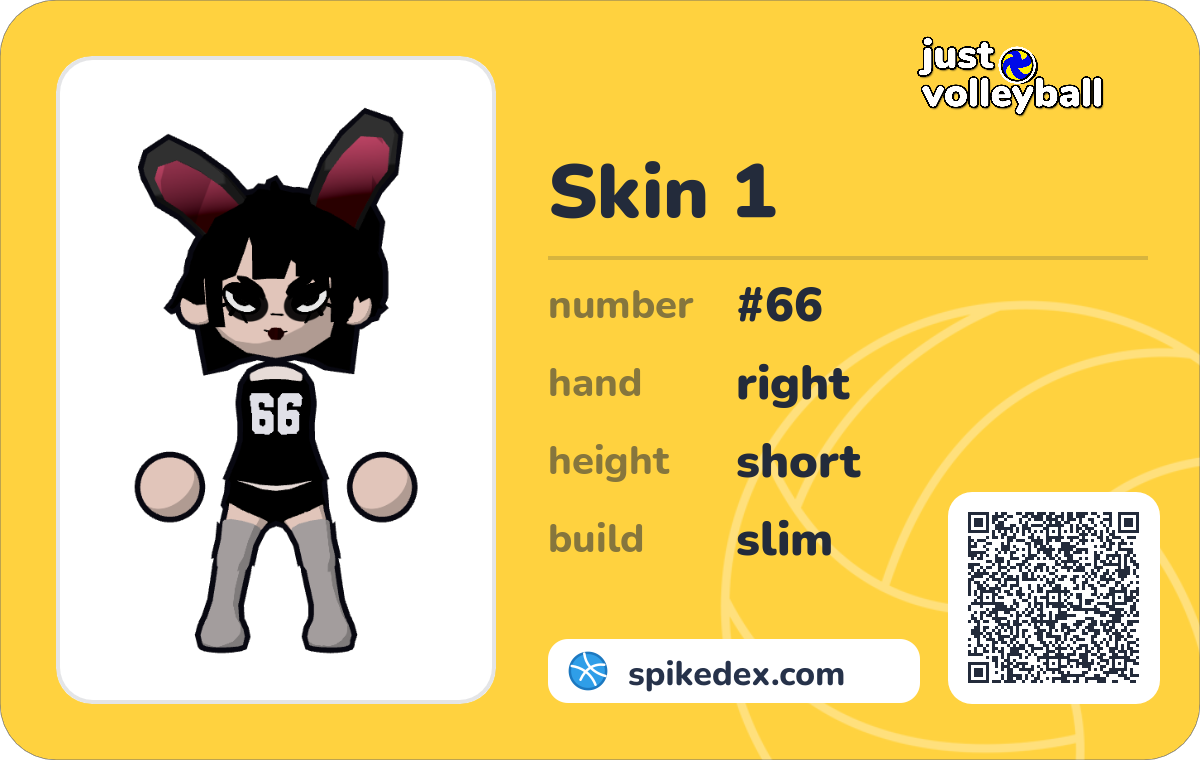 just
volleyball
Skin 1
number #66
hand right
height short
build slim
66
spikedex.com